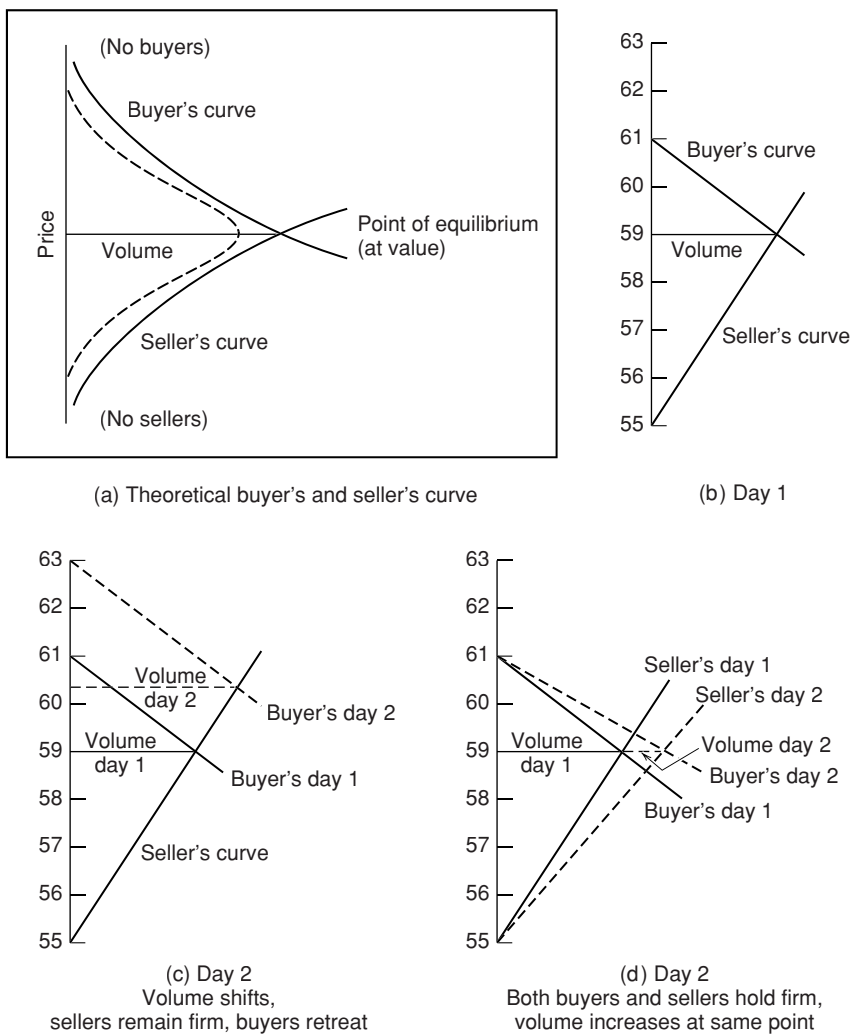 (No buyers)
Buyer's curve
Price
Volume
Point of equilibrium
(at value)
Seller's curve
(No sellers)
(a) Theoretical buyer's and seller's curve
63
62
61
Buyer's curve
60
59
Volume
58
57
Seller's curve
56
55
(b) Day 1
63
62
61
Volume
day 2
60
Buyer's day 2
Volume
59
day 1
Buyer's day 1
58
57
Seller's curve
56
55
(c) Day 2
Volume shifts,
sellers remain firm, buyers retreat
63
62
61
Seller's day 1
Seller's day 2
60
Volume
59
day 1
Volume day 2
Buyer's day 2
58
Buyer's day 1
57
56
55
(d) Day 2
Both buyers and sellers hold firm,
volume increases at same point